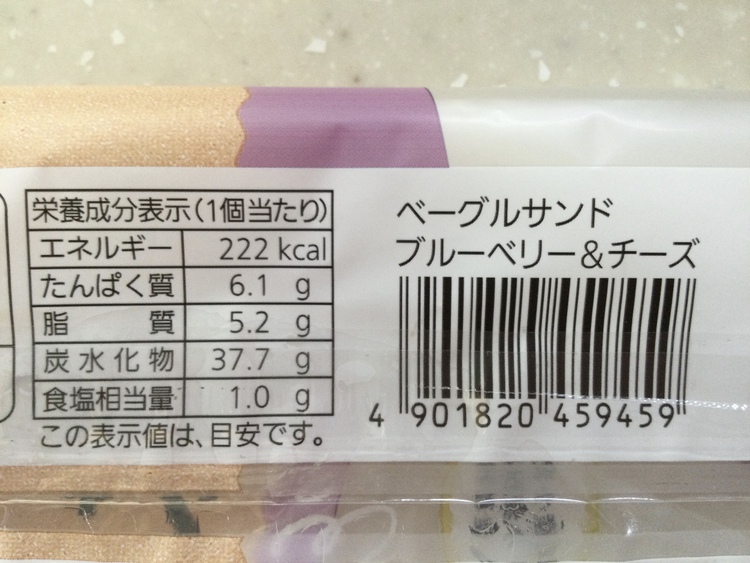 栄養成分表示(1個当たり)
エネルギー 222 kcal
たんぱく質 6.1 g
脂質 5.2 g
炭水化物 37.7 g
食塩相当量 1.0 g
この表示値は、目安です。
ベーグルサンド
ブルーベリー&チーズ
4 901820 459459